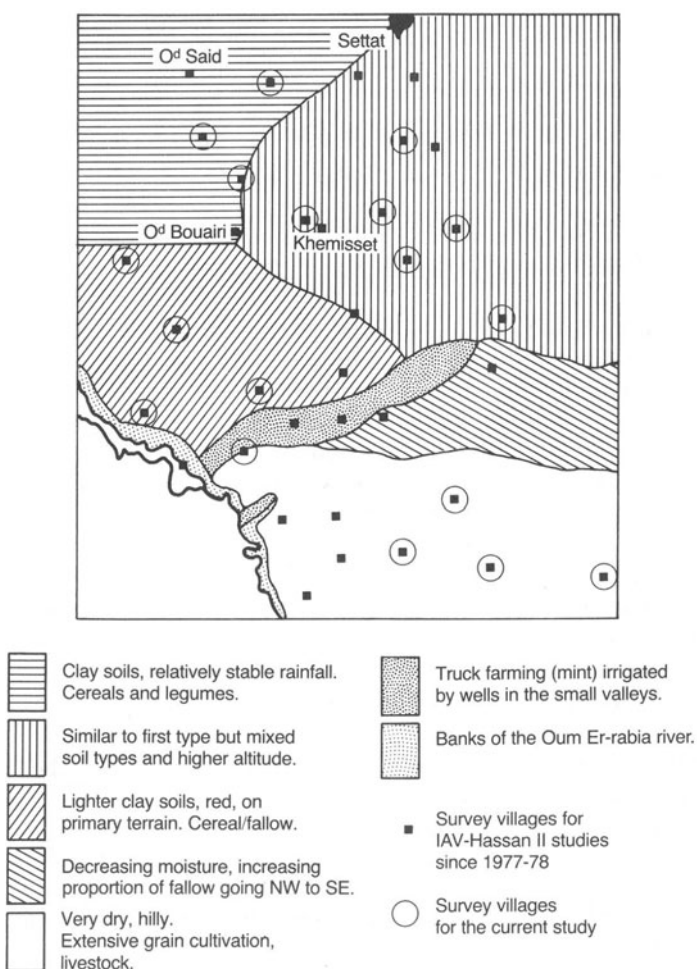 Settat
Oᵈ Said
Oᵈ Bouairi
Khemisset
Clay soils, relatively stable rainfall.
Cereals and legumes.
Similar to first type but mixed
soil types and higher altitude.
Lighter clay soils, red, on
primary terrain. Cereal/fallow.
Decreasing moisture, increasing
proportion of fallow going NW to SE.
Very dry, hilly.
Extensive grain cultivation,
livestock.
Truck farming (mint) irrigated
by wells in the small valleys.
Banks of the Oum Er-rabia river.
Survey villages for
IAV-Hassan II studies
since 1977-78
Survey villages
for the current study